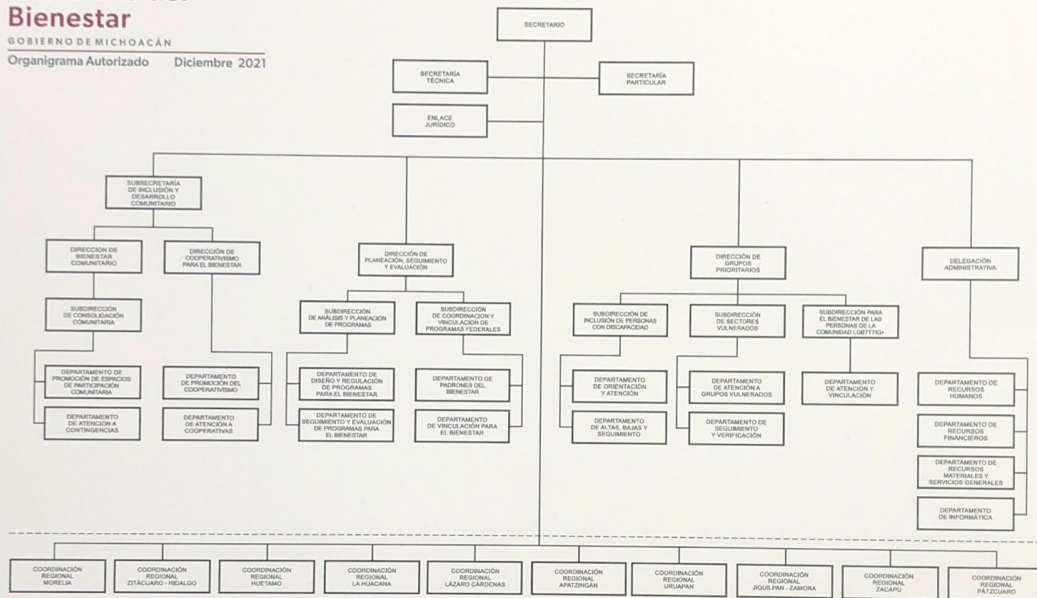 Bienestar
GOBIERNO DE MICHOACÁN
Organigrama Autorizado Diciembre 2021
SECRETARIO
SECRETARÍA
TÉCNICA
SECRETARÍA
PARTICULAR
ENLACE
JURÍDICO
SUBSECRETARÍA
DE INCLUSIÓN Y
DESARROLLO
COMUNITARIO
DIRECCION DE
BIENESTAR
COMUNITARIO
DIRECCIÓN DE
COOPERATIVISMO
PARA EL BIENESTAR
DIRECCIÓN DE
PLANEACIÓN, SEGUIMIENTO
Y EVALUACIÓN
DIRECCIÓN DE
GRUPOS
PRIORITARIOS
DELEGACIÓN
ADMINISTRATIVA
SUBDIRECCIÓN
DE CONSOLIDACIÓN
COMUNITARIA
SUBDIRECCIÓN
DE ANÁLISIS Y PLANEACIÓN
DE PROGRAMAS
SUBDIRECCIÓN
DE COORDINACION Y
VINCULACION DE
PROGRAMAS FEDERALES
SUBDIRECCIÓN DE
INCLUSIÓN DE PERSONAS
CON DISCAPACIDAD
SUBDIRECCIÓN
DE SECTORES
VULNERADOS
SUBDIRECCIÓN PARA
EL BIENESTAR DE LAS
PERSONAS DE LA
COMUNIDAD LGBTTTIQ+
DEPARTAMENTO DE
PROMOCIÓN DE ESPACIOS
DE PARTICIPACIÓN
COMUNITARIA
DEPARTAMENTO
DE PROMOCIÓN DEL
COOPERATIVISMO
DEPARTAMENTO DE
DISEÑO Y REGULACIÓN
DE PROGRAMAS
PARA EL BIENESTAR
DEPARTAMENTO DE
PADRONES DEL
BIENESTAR
DEPARTAMENTO
DE ORIENTACIÓN
Y ATENCIÓN
DEPARTAMENTO
DE ATENCIÓN A
GRUPOS VULNERADOS
DEPARTAMENTO
DE ATENCIÓN Y
VINCULACIÓN
DEPARTAMENTO DE
RECURSOS
HUMANOS
DEPARTAMENTO
DE ATENCIÓN A
CONTINGENCIAS
DEPARTAMENTO
DE ATENCIÓN A
COOPERATIVAS
DEPARTAMENTO DE
SEGUIMIENTO Y EVALUACIÓN
DE PROGRAMAS PARA
EL BIENESTAR
DEPARTAMENTO
DE VINCULACIÓN PARA
EL BIENESTAR
DEPARTAMENTO
DE ALTAS, BAJAS Y
SEGUIMIENTO
DEPARTAMENTO DE
SEGUIMIENTO
Y VERIFICACIÓN
DEPARTAMENTO DE
RECURSOS
FINANCIEROS
DEPARTAMENTO DE
RECURSOS
MATERIALES Y
SERVICIOS GENERALES
DEPARTAMENTO
DE INFORMÁTICA
COORDINACIÓN
REGIONAL
MORELIA
COORDINACIÓN
REGIONAL
ZITÁCUARO - HIDALGO
COORDINACIÓN
REGIONAL
HUETAMO
COORDINACIÓN
REGIONAL
LA HUACANA
COORDINACIÓN
REGIONAL
LÁZARO CÁRDENAS
COORDINACIÓN
REGIONAL
APATZINGÁN
COORDINACIÓN
REGIONAL
URUAPAN
COORDINACIÓN
REGIONAL
JIQUILPAN - ZAMORA
COORDINACIÓN
REGIONAL
ZACAPU
COORDINACIÓN
REGIONAL
PÁTZCUARO